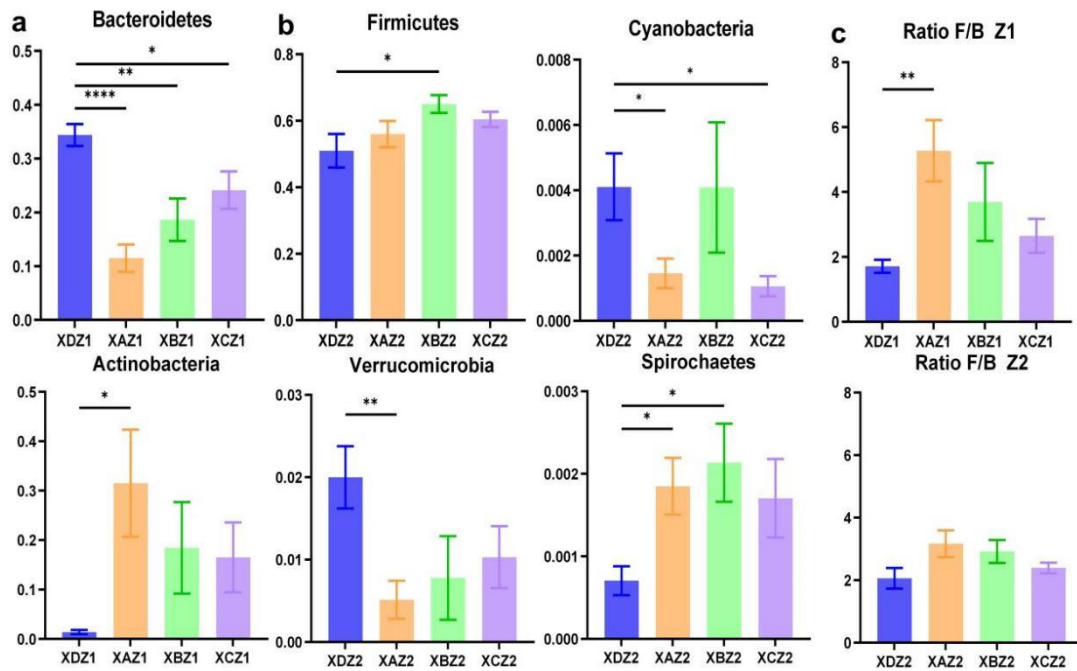 a
Bacteroidetes
0.5
0.4
0.3
0.2
0.1
0.0
*
**
****
XDZ1 XAZ1 XBZ1 XCZ1
b
Firmicutes
0.8
0.6
0.4
0.2
0.0
*
XDZ2 XAZ2 XBZ2 XCZ2
Cyanobacteria
0.008
0.006
0.004
0.002
0.000
*
*
XDZ2 XAZ2 XBZ2 XCZ2
c
Ratio F/B Z1
8
6
4
2
0
**
XDZ1 XAZ1 XBZ1 XCZ1
Actinobacteria
0.5
0.4
0.3
0.2
0.1
0.0
*
XDZ1 XAZ1 XBZ1 XCZ1
Verrucomicrobia
0.03
0.02
0.01
0.00
**
XDZ2 XAZ2 XBZ2 XCZ2
Spirochaetes
0.003
0.002
0.001
0.000
*
*
XDZ2 XAZ2 XBZ2 XCZ2
Ratio F/B Z2
8
6
4
2
0
XDZ2 XAZ2 XBZ2 XCZ2